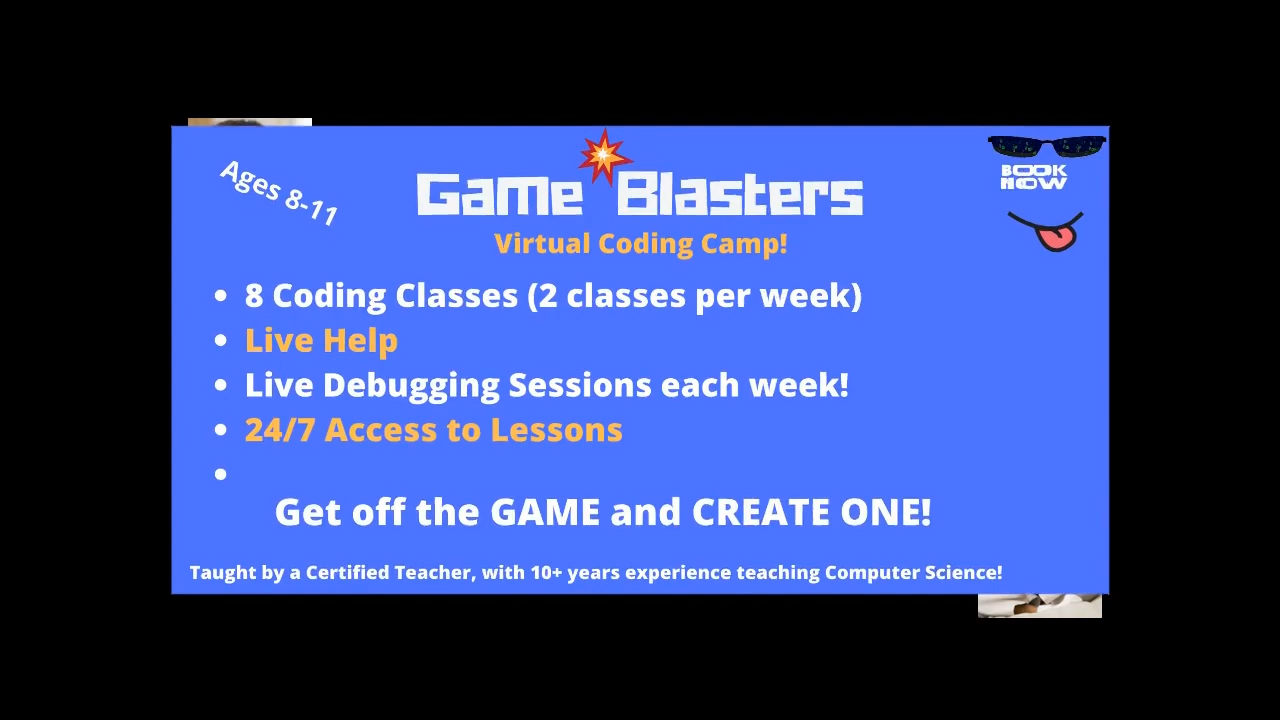 Ages 8-11
Game Blasters
BOOK
NOW
Virtual Coding Camp!
8 Coding Classes (2 classes per week)
Live Help
Live Debugging Sessions each week!
24/7 Access to Lessons
Get off the GAME and CREATE ONE!
Taught by a Certified Teacher, with 10+ years experience teaching Computer Science!